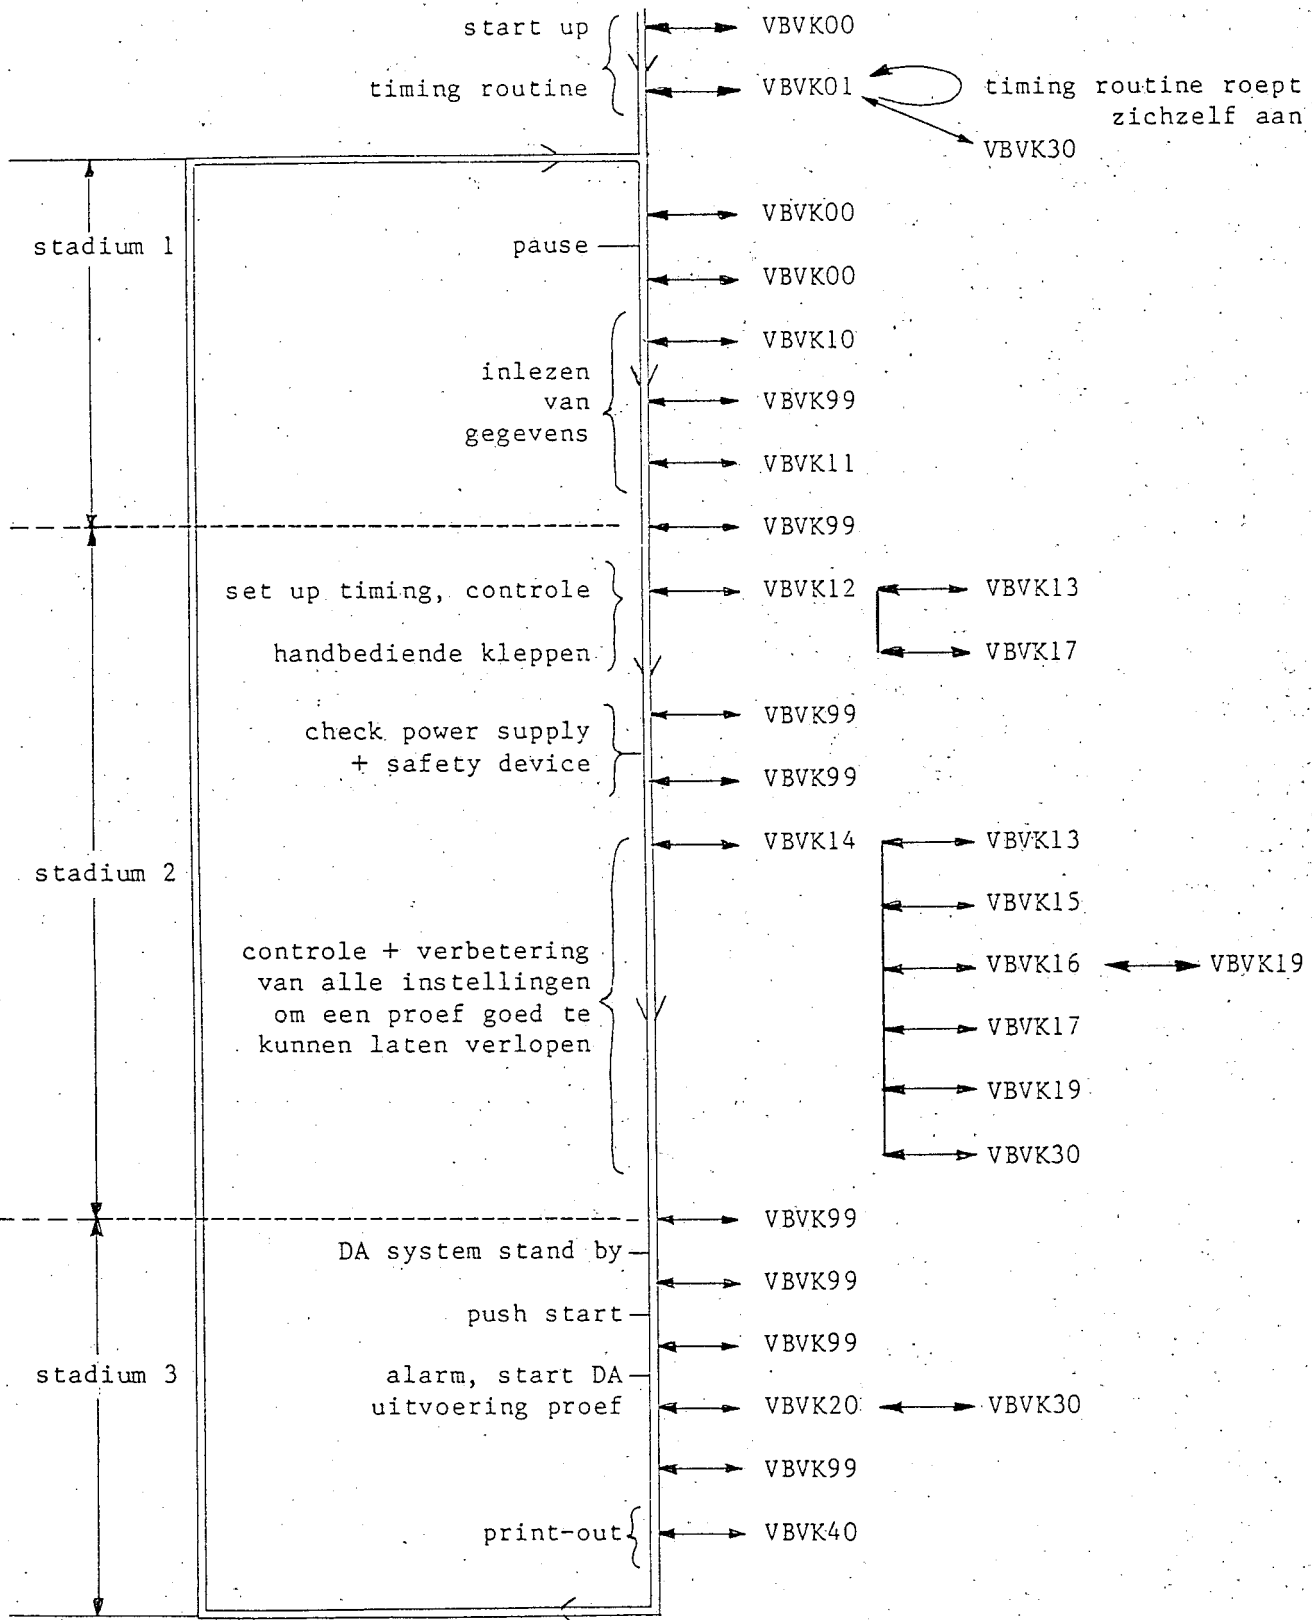 start up
VBVK00
timing routine
VBVK01
timing routine roept
zichzelf aan
VBVK30
stadium 1
VBVK00
pause
VBVK00
inlezen
van
gegevens
VBVK10
VBVK99
VBVK11
VBVK99
stadium 2
set up timing, controle
handbediende kleppen
VBVK12
VBVK13
VBVK17
check power supply
+ safety device
VBVK99
VBVK99
controle + verbetering
van alle instellingen
om een proef goed te
kunnen laten verlopen
VBVK14
VBVK13
VBVK15
VBVK16
VBVK19
VBVK17
VBVK19
VBVK30
stadium 3
VBVK99
DA system stand by
VBVK99
push start
VBVK99
alarm, start DA
uitvoering proef
VBVK20
VBVK30
VBVK99
print-out
VBVK40